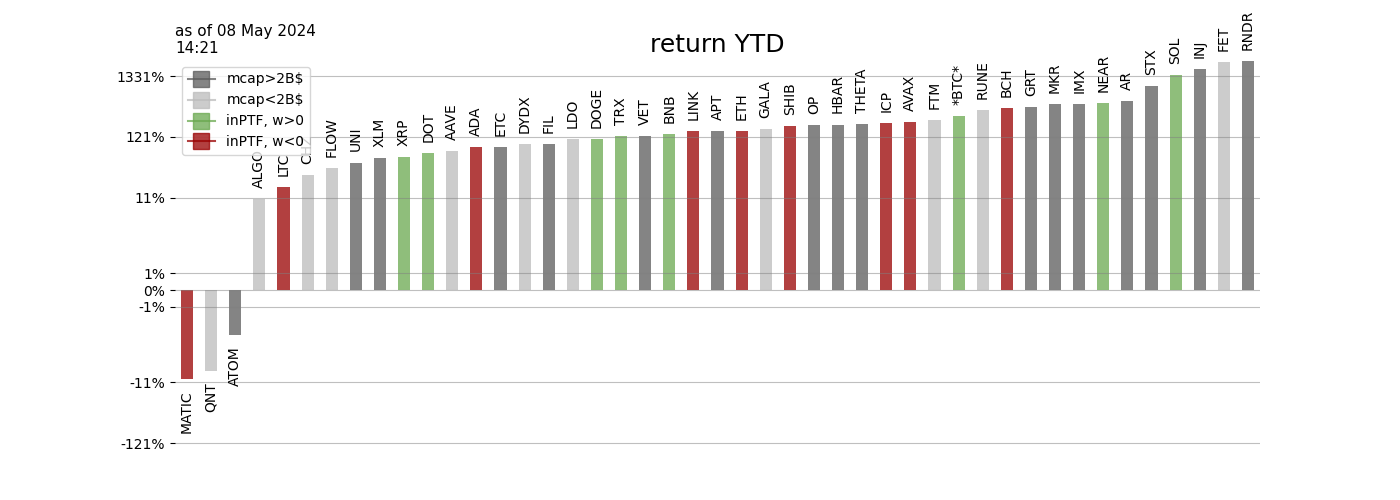 as of 08 May 2024
14:21
return YTD
1331%
121%
11%
1%
0%
-1%
-11%
-121%
mcap>2B$
mcap<2B$
inPTF, w>0
inPTF, w<0
MATIC
QNT
ATOM
ALGO
LTC
FLOW
UNI
XLM
XRP
DOT
AAVE
ADA
ETC
DYDX
FIL
LDO
DOGE
TRX
VET
BNB
LINK
APT
ETH
GALA
SHIB
OP
HBAR
THETA
ICP
AVAX
FTM
*BTC*
RUNE
BCH
GRT
MKR
IMX
NEAR
AR
STX
SOL
INJ
FET
RNDR